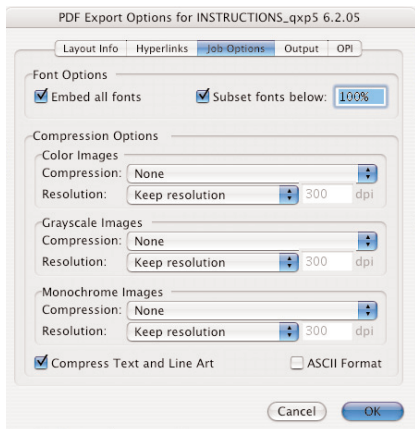 PDF Export Options for INSTRUCTIONS_qxp5 6.2.05
Layout Info Hyperlinks Job Options Output OPI
Font Options
Embed all fonts Subset fonts below: 100%
Compression Options
Color Images
Compression: None
Resolution: Keep resolution 300 dpi
Grayscale Images
Compression: None
Resolution: Keep resolution 300 dpi
Monochrome Images
Compression: None
Resolution: Keep resolution 300 dpi
Compress Text and Line Art ASCII Format
Cancel OK